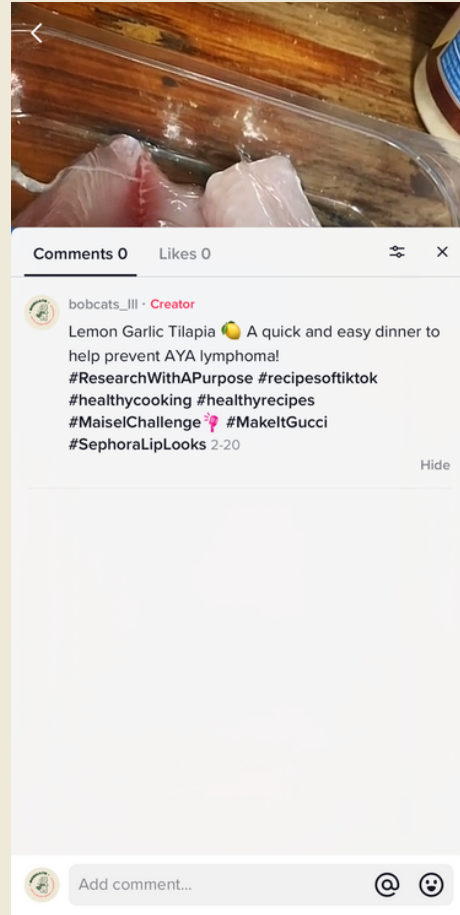 Comments 0 Likes 0
bobcats_lll · Creator
Lemon Garlic Tilapia 🍋 A quick and easy dinner to
help prevent AYA lymphoma!
#ResearchWithAPurpose #recipesoftiktok
#healthycooking #healthyrecipes
#MaiselChallenge #MakeItGucci
#SephoraLipLooks 2-20
Hide
Add comment...